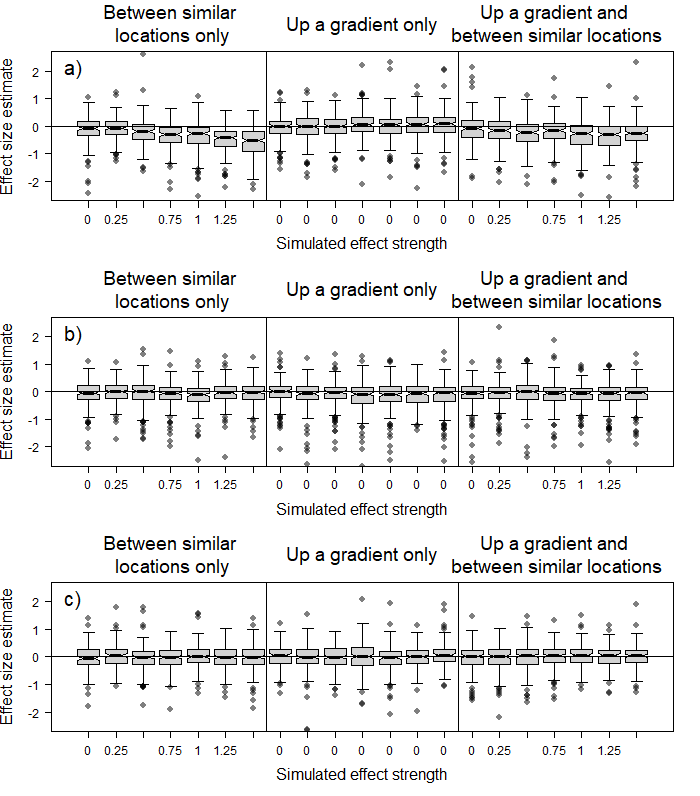 Between similar
locations only
Up a gradient only
Up a gradient and
between similar locations
a)
Effect size estimate
2
1
0
-1
-2
0 0.25 0.75 1 1.25 0 0 0 0 0 0 0 0 0.25 0.75 1 1.25
Simulated effect strength
Between similar
locations only
Up a gradient only
Up a gradient and
between similar locations
b)
Effect size estimate
2
1
0
-1
-2
0 0.25 0.75 1 1.25 0 0 0 0 0 0 0 0 0.25 0.75 1 1.25
Simulated effect strength
Between similar
locations only
Up a gradient only
Up a gradient and
between similar locations
c)
Effect size estimate
2
1
0
-1
-2
0 0.25 0.75 1 1.25 0 0 0 0 0 0 0 0 0.25 0.75 1 1.25
Simulated effect strength